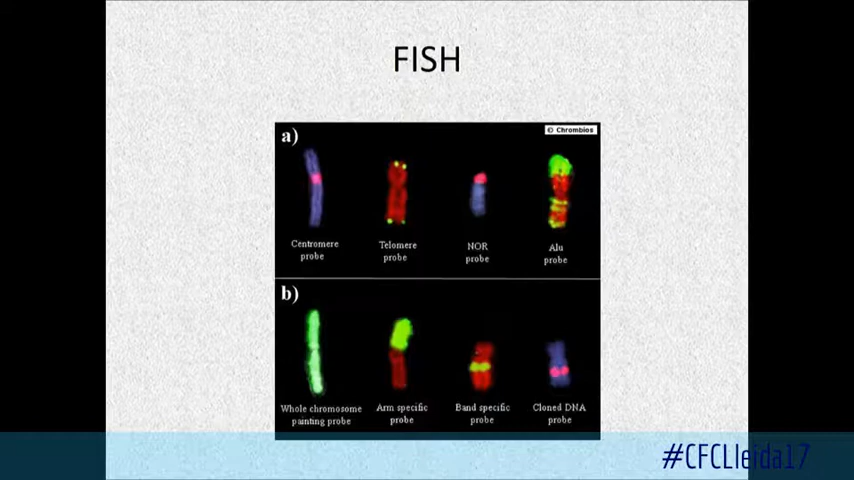 FISH
a)
© Chrombios
Centromere
probe
Telomere
probe
NOR
probe
Alu
probe
b)
Whole chromosome
painting probe
Arm specific
probe
Band specific
probe
Cloned DNA
probe
#CFCLleida17